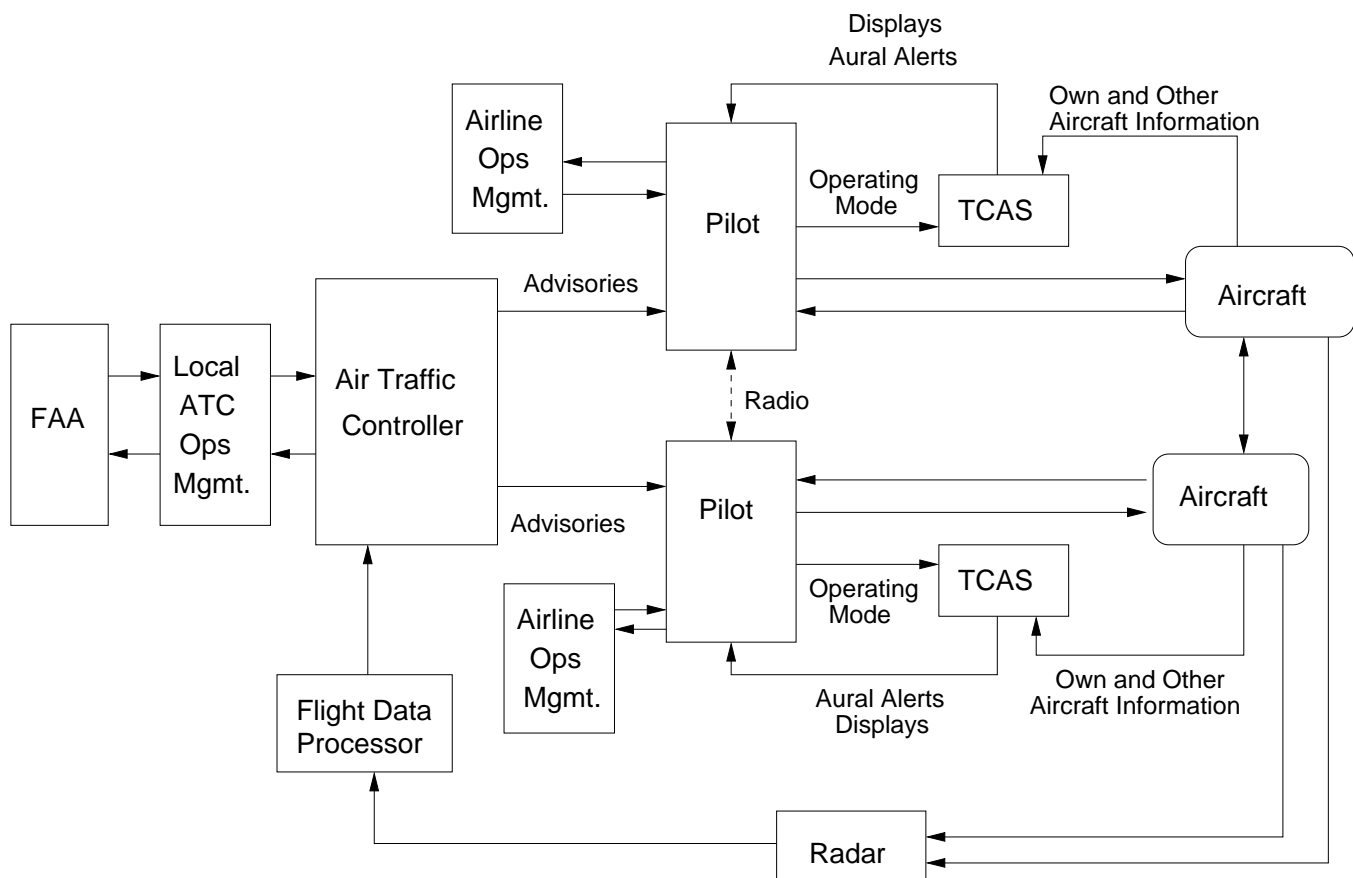 Displays
Aural Alerts
Own and Other
Aircraft Information
Airline
Ops
Mgmt.
Pilot
Operating
Mode
TCAS
Advisories
Aircraft
FAA
Local
ATC
Ops
Mgmt.
Air Traffic
Controller
Radio
Advisories
Pilot
Aircraft
Operating
Mode
TCAS
Airline
Ops
Mgmt.
Aural Alerts
Displays
Own and Other
Aircraft Information
Flight Data
Processor
Radar